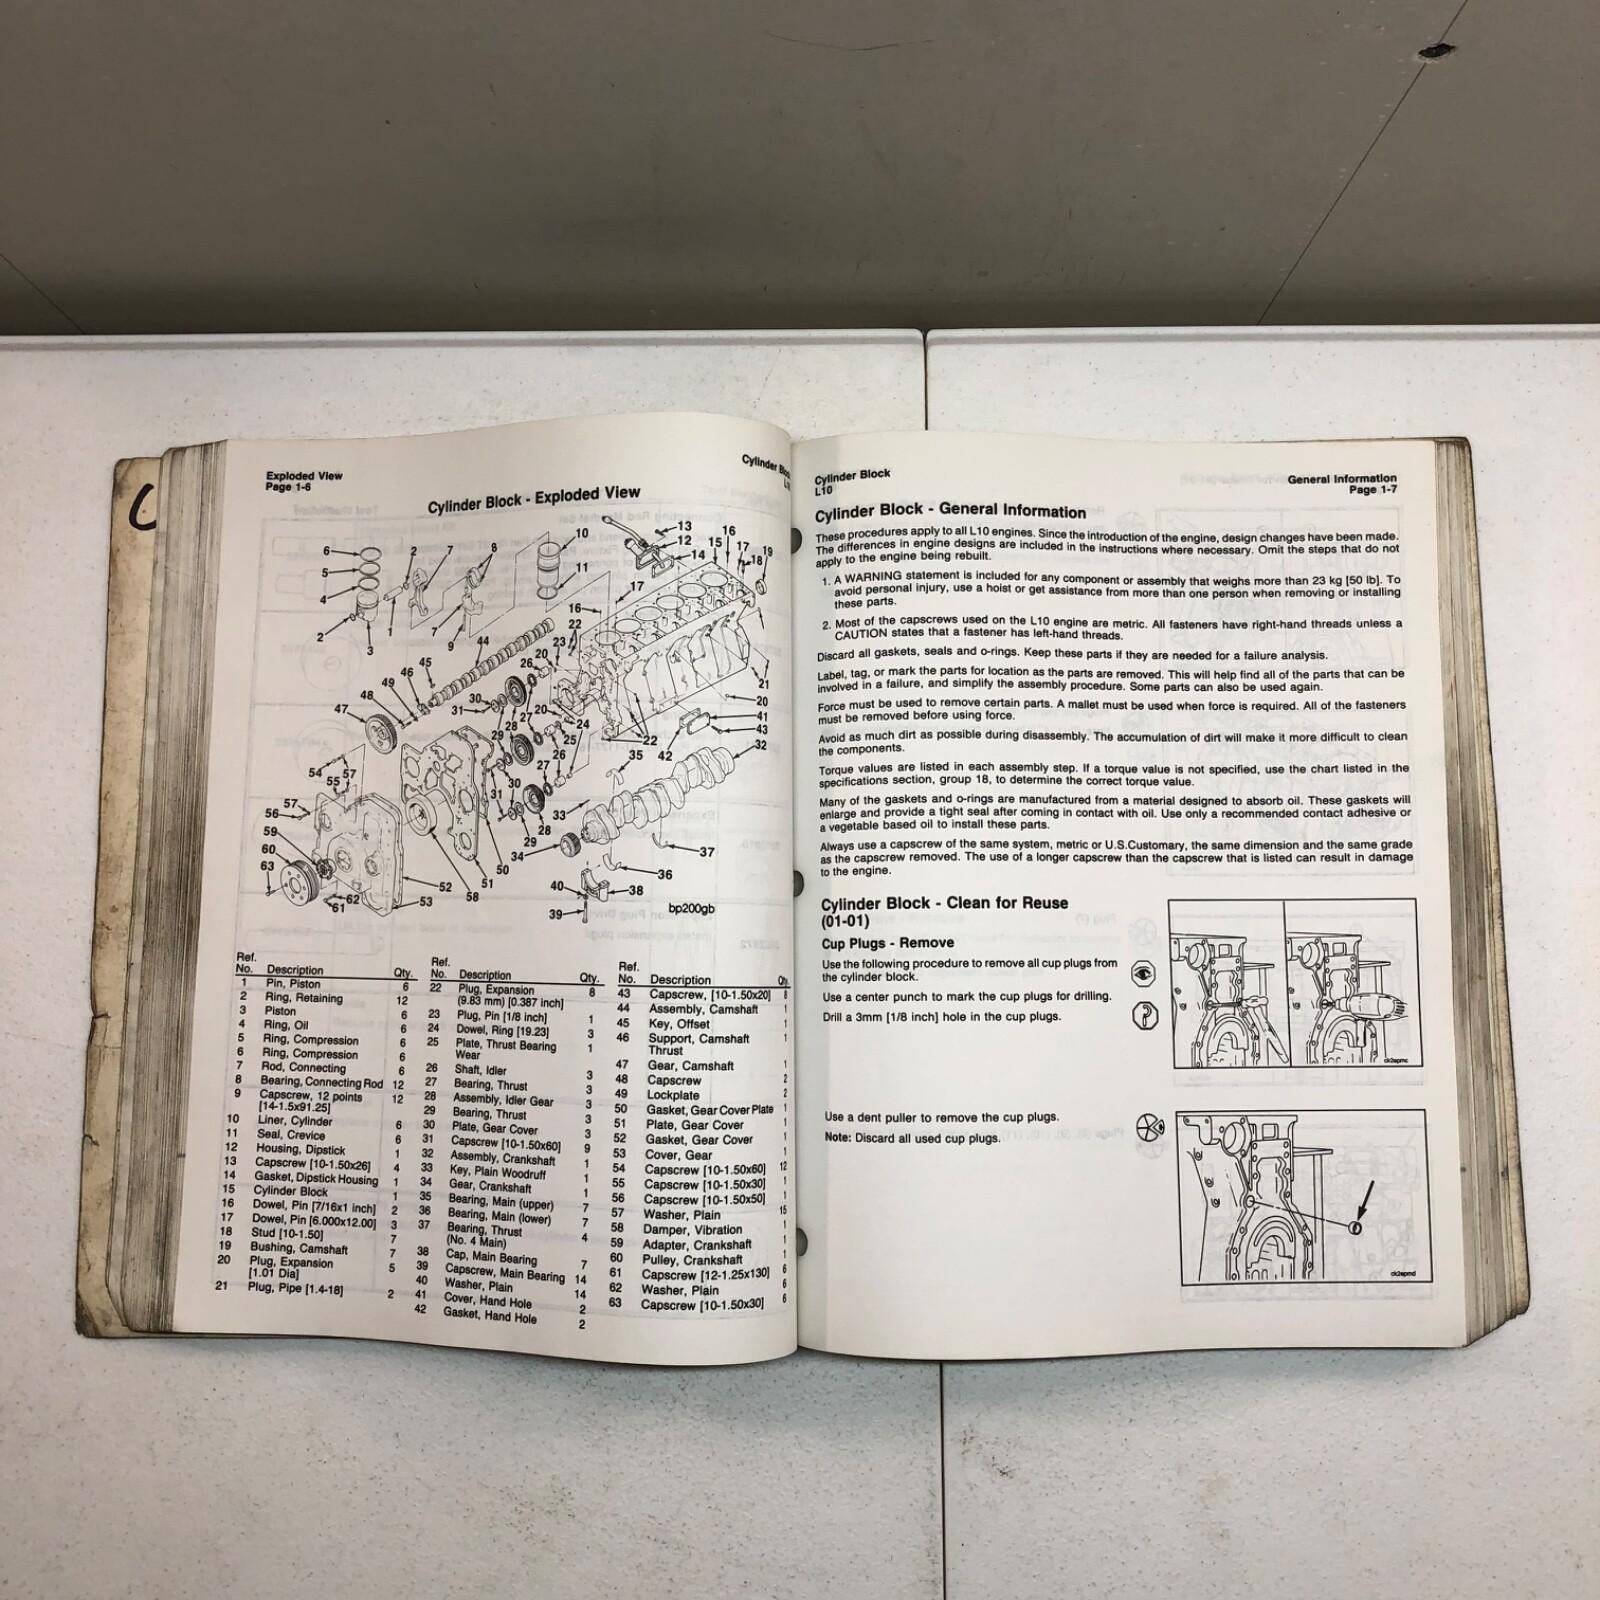 Exploded View
Page 1-6
Cylinder
Cylinder Block - Exploded View
bp200gb
Ref.
No. Description Qty.
1 Pin, Piston 6
2 Ring, Retaining 12
3 Piston 6
4 Ring, Oil 6
5 Ring, Compression 6
6 Ring, Compression 6
7 Rod, Connecting 6
8 Bearing, Connecting Rod 12
9 Capscrew, 12 points 12
[14-1.5x91.25]
10 Liner, Cylinder 6
11 Seal, Crevice 6
12 Housing, Dipstick 1
13 Capscrew [10-1.50x26] 4
14 Gasket, Dipstick Housing 1
15 Cylinder Block 1
16 Dowel, Pin [7/16x1 inch] 2
17 Dowel, Pin [6.000x12.00] 3
18 Stud [10-1.50] 7
19 Bushing, Camshaft 7
20 Plug, Expansion 5
[1.01 Dia]
21 Plug, Pipe [1.4-18] 2
Ref.
No. Description Qty.
22 Plug, Expansion 8
(9.83 mm) [0.387 inch]
23 Plug, Pin [1/8 inch] 1
24 Dowel, Ring [19.23] 3
25 Plate, Thrust Bearing 1
Wear
26 Shaft, Idler 3
27 Bearing, Thrust 3
28 Assembly, Idler Gear 3
29 Bearing, Thrust 3
30 Plate, Gear Cover 3
31 Capscrew [10-1.50x60] 9
32 Assembly, Crankshaft 1
33 Key, Plain Woodruff 1
34 Gear, Crankshaft 1
35 Bearing, Main (upper) 7
36 Bearing, Main (lower) 7
37 Bearing, Thrust 4
(No. 4 Main)
38 Cap, Main Bearing 7
39 Capscrew, Main Bearing 14
40 Washer, Plain 14
41 Cover, Hand Hole 2
42 Gasket, Hand Hole 2
Ref.
No. Description
43 Capscrew, [10-1.50x20] 8
44 Assembly, Camshaft 1
45 Key, Offset 1
46 Support, Camshaft 1
Thrust
47 Gear, Camshaft 1
48 Capscrew 2
49 Lockplate 2
50 Gasket, Gear Cover Plate 1
51 Plate, Gear Cover 1
52 Gasket, Gear Cover 1
53 Cover, Gear 1
54 Capscrew [10-1.50x60] 12
55 Capscrew [10-1.50x30] 1
56 Capscrew [10-1.50x50] 1
57 Washer, Plain 15
58 Damper, Vibration 1
59 Adapter, Crankshaft 1
60 Pulley, Crankshaft 1
61 Capscrew [12-1.25x130] 6
62 Washer, Plain 6
63 Capscrew [10-1.50x30] 6
Cylinder Block
L10
General Information
Page 1-7
Cylinder Block - General Information
These procedures apply to all L10 engines. Since the introduction of the engine, design changes have been made.
The differences in engine designs are included in the instructions where necessary. Omit the steps that do not
apply to the engine being rebuilt.
1. A WARNING statement is included for any component or assembly that weighs more than 23 kg [50 lb]. To
avoid personal injury, use a hoist or get assistance from more than one person when removing or installing
these parts.
2. Most of the capscrews used on the L10 engine are metric. All fasteners have right-hand threads unless a
CAUTION states that a fastener has left-hand threads.
Discard all gaskets, seals and o-rings. Keep these parts if they are needed for a failure analysis.
Label, tag, or mark the parts for location as the parts are removed. This will help find all of the parts that can be
involved in a failure, and simplify the assembly procedure. Some parts can also be used again.
Force must be used to remove certain parts. A mallet must be used when force is required. All of the fasteners
must be removed before using force.
Avoid as much dirt as possible during disassembly. The accumulation of dirt will make it more difficult to clean
the components.
Torque values are listed in each assembly step. If a torque value is not specified, use the chart listed in the
specifications section, group 18, to determine the correct torque value.
Many of the gaskets and o-rings are manufactured from a material designed to absorb oil. These gaskets will
enlarge and provide a tight seal after coming in contact with oil. Use only a recommended contact adhesive or
a vegetable based oil to install these parts.
Always use a capscrew of the same system, metric or U.S.Customary, the same dimension and the same grade
as the capscrew removed. The use of a longer capscrew than the capscrew that is listed can result in damage
to the engine.
Cylinder Block - Clean for Reuse
(01-01)
Cup Plugs - Remove
Use the following procedure to remove all cup plugs from
the cylinder block.
Use a center punch to mark the cup plugs for drilling.
Drill a 3mm [1/8 inch] hole in the cup plugs.
Use a dent puller to remove the cup plugs.
Note: Discard all used cup plugs.